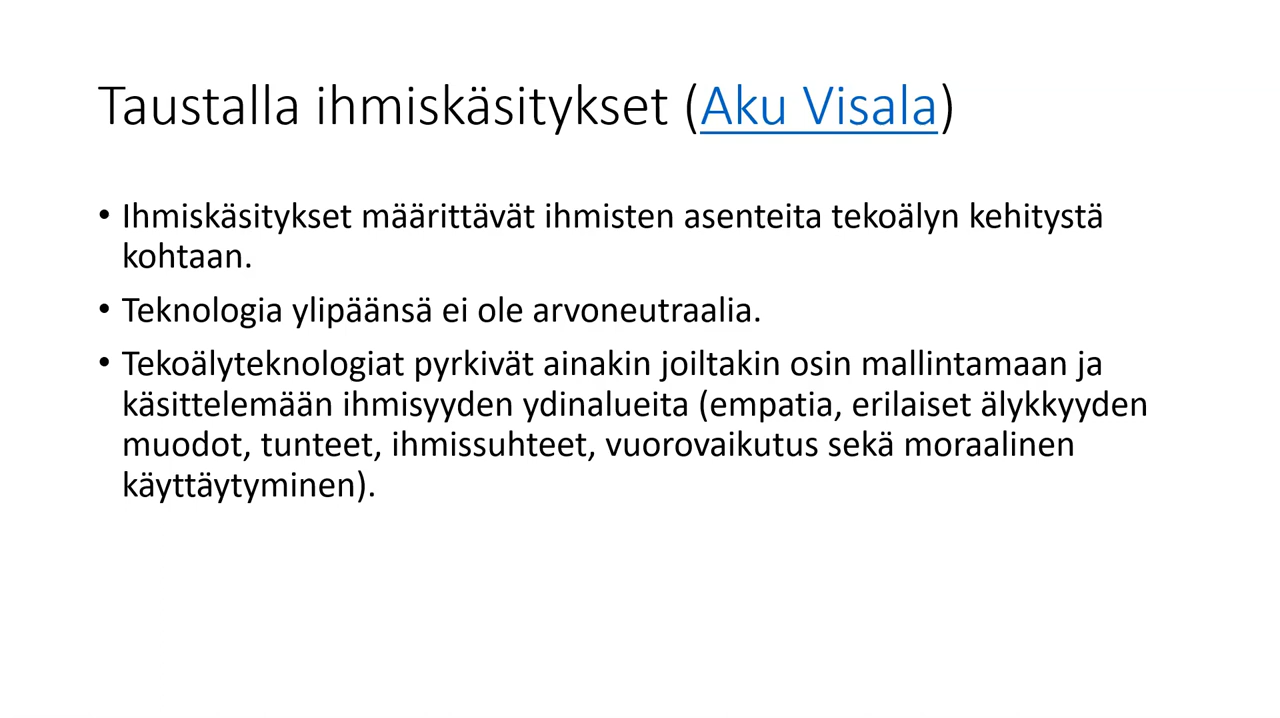 Taustalla ihmiskäsitykset (Aku Visala)
• Ihmiskäsitykset määrittävät ihmisten asenteita tekoälyn kehitystä
kohtaan.
• Teknologia ylipäänsä ei ole arvoneutraalia.
• Tekoälyteknologiat pyrkivät ainakin joiltakin osin mallintamaan ja
käsittelemään ihmisyyden ydinalueita (empatia, erilaiset älykkyyden
muodot, tunteet, ihmissuhteet, vuorovaikutus sekä moraalinen
käyttäytyminen).